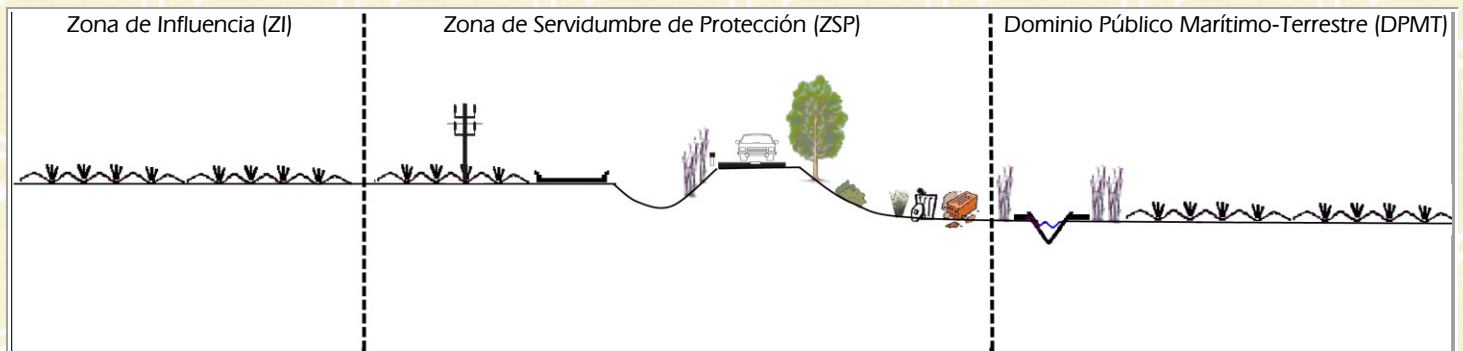 Zona de Influencia (ZI)
Zona de Servidumbre de Protección (ZSP)
Dominio Público Marítimo-Terrestre (DPMT)